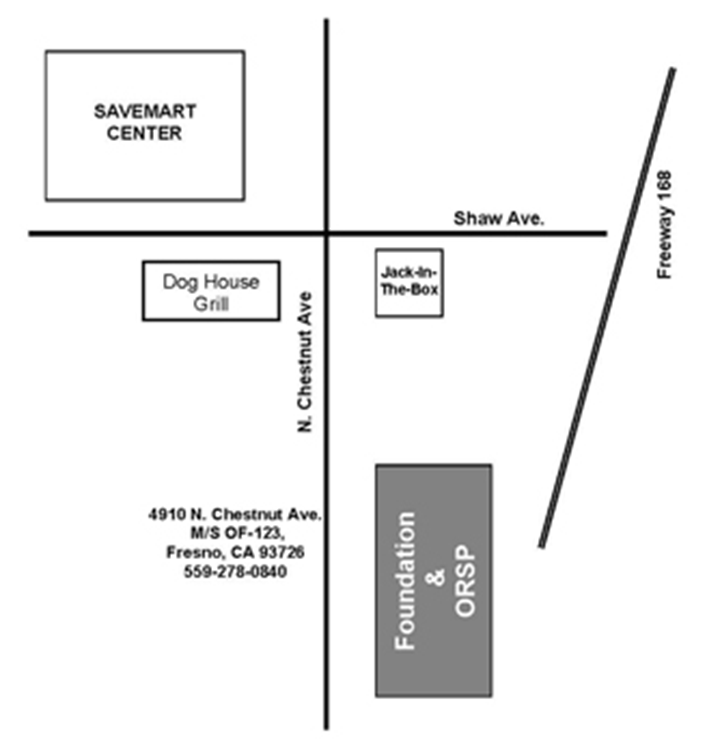 SAVEMART
CENTER
Shaw Ave.
Freeway 168
Dog House
Grill
Jack-In-
The-Box
N. Chestnut Ave
4910 N. Chestnut Ave.
M/S OF-123,
Fresno, CA 93726
559-278-0840
Foundation
&
ORSP